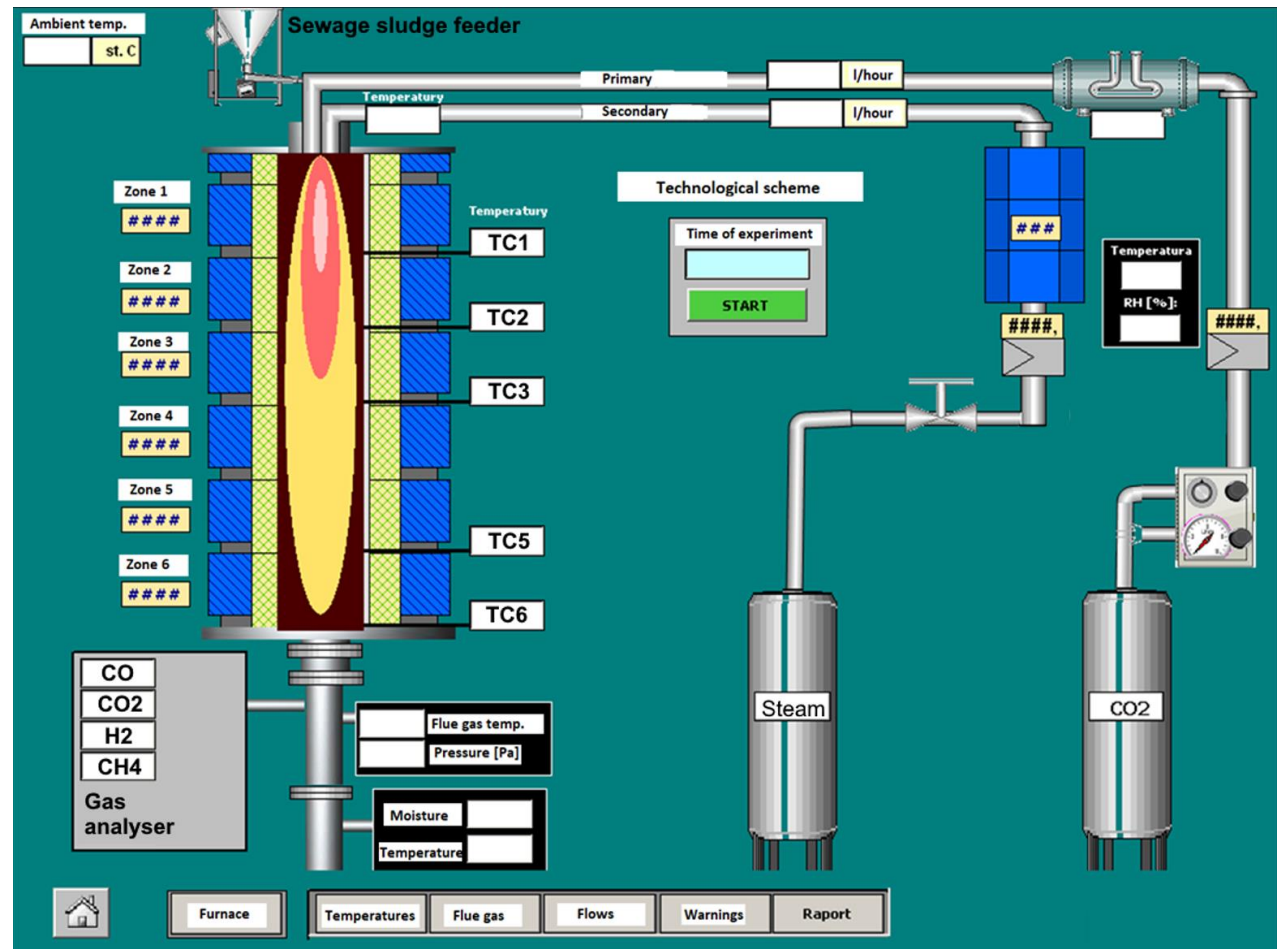 Ambient temp.
st. C
Sewage sludge feeder
Primary
l/hour
Temperatury
Secondary
l/hour
Technological scheme
Zone 1
####
Temperatury
TC1
Time of experiment
START
###
####,
Temperatura
RH [%]:
####,
Zone 2
####
TC2
Zone 3
####
TC3
Zone 4
####
Zone 5
####
TC5
Zone 6
####
TC6
CO
CO2
H2
CH4
Gas
analyser
Flue gas temp.
Pressure [Pa]
Moisture
Temperature
Steam
CO2
Furnace
Temperatures
Flue gas
Flows
Warnings
Raport